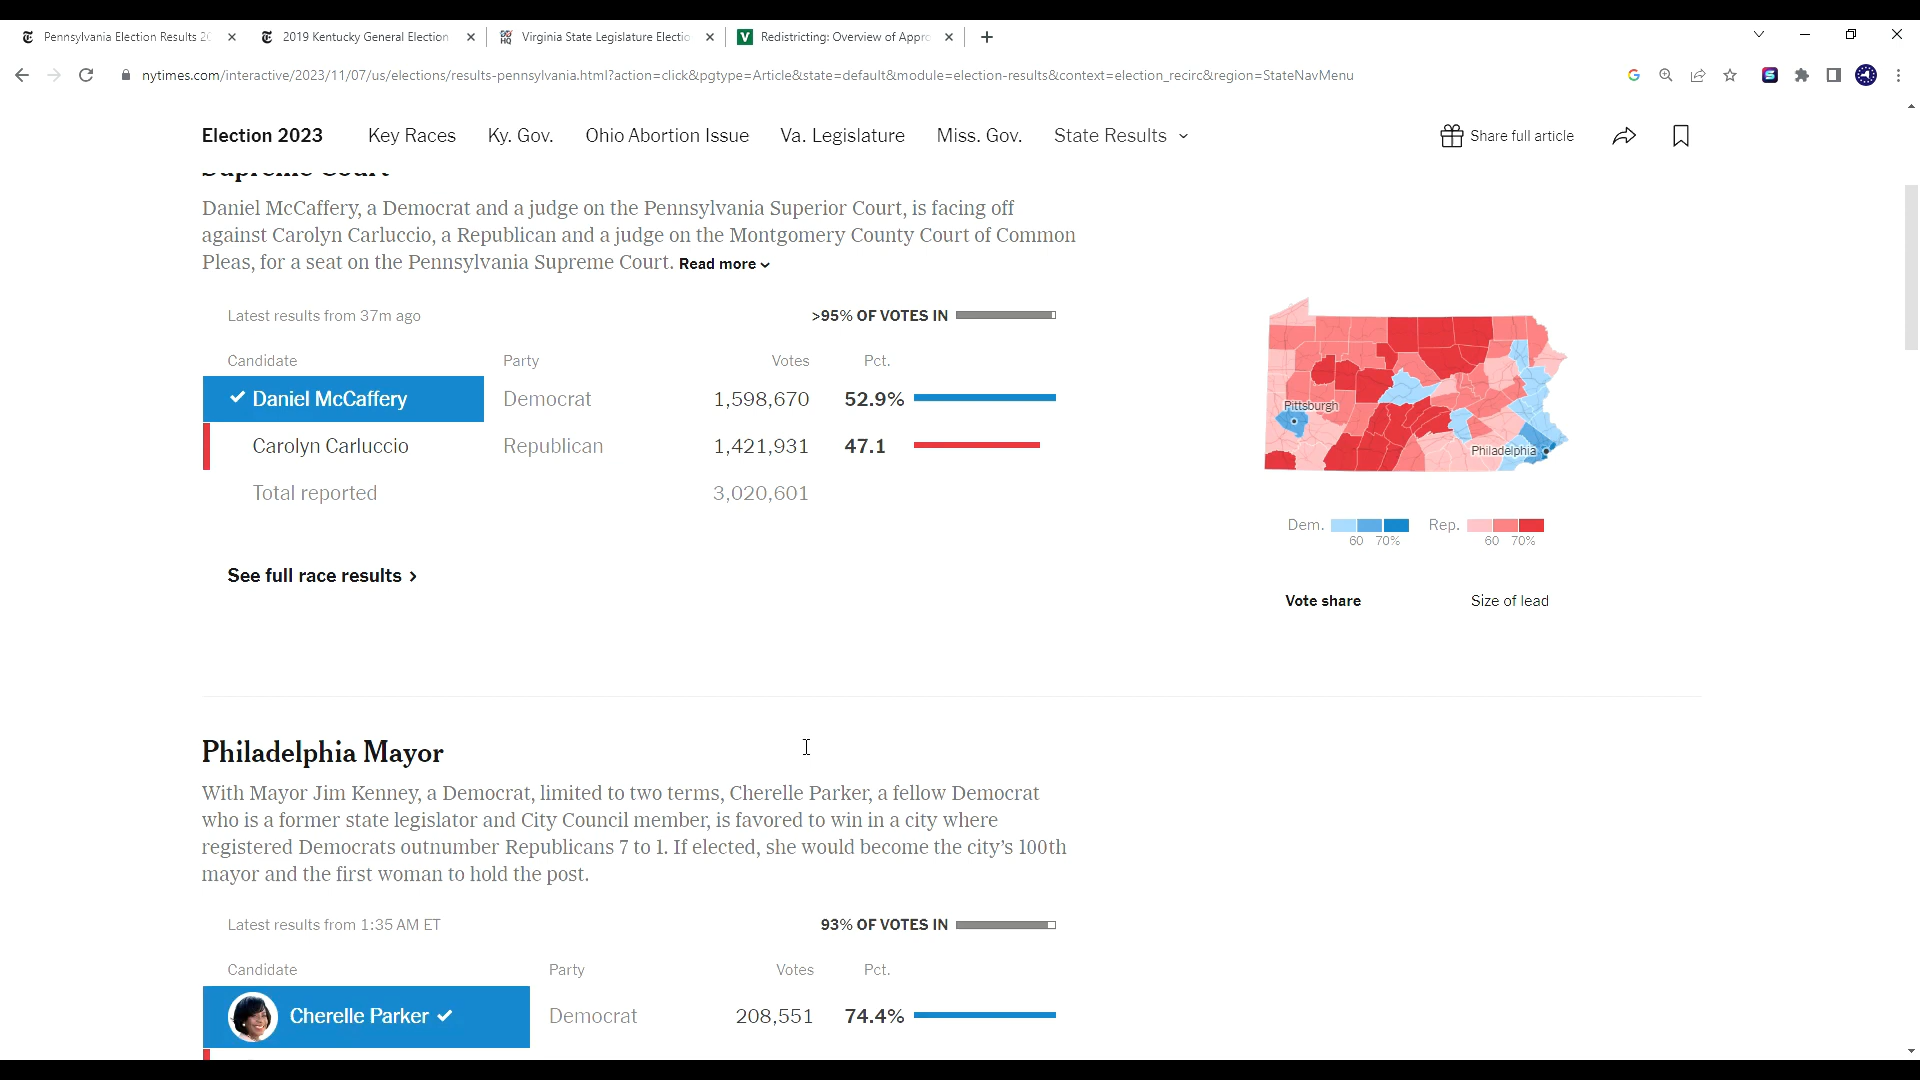 Pennsylvania Election Results 20
2019 Kentucky General Election
Virginia State Legislature Electio
Redistricting: Overview of Appro
nytimes.com/interactive/2023/11/07/us/elections/results-pennsylvania.html?action=click&pgtype=Article&state=default&module=election-results&context=election_recirc&region=StateNavMenu
Election 2023 Key Races Ky. Gov. Ohio Abortion Issue Va. Legislature Miss. Gov. State Results Share full article
Supreme Court
Daniel McCaffery, a Democrat and a judge on the Pennsylvania Superior Court, is facing off
against Carolyn Carluccio, a Republican and a judge on the Montgomery County Court of Common
Pleas, for a seat on the Pennsylvania Supreme Court. Read more
Latest results from 37m ago >95% OF VOTES IN
Candidate Party Votes Pct.
Daniel McCaffery Democrat 1,598,670 52.9%
Carolyn Carluccio Republican 1,421,931 47.1
Total reported 3,020,601
See full race results
Pittsburgh
Philadelphia
Dem. Rep.
60 70% 60 70%
Vote share Size of lead
Philadelphia Mayor
With Mayor Jim Kenney, a Democrat, limited to two terms, Cherelle Parker, a fellow Democrat
who is a former state legislator and City Council member, is favored to win in a city where
registered Democrats outnumber Republicans 7 to 1. If elected, she would become the city's 100th
mayor and the first woman to hold the post.
Latest results from 1:35 AM ET 93% OF VOTES IN
Candidate Party Votes Pct.
Cherelle Parker Democrat 208,551 74.4%